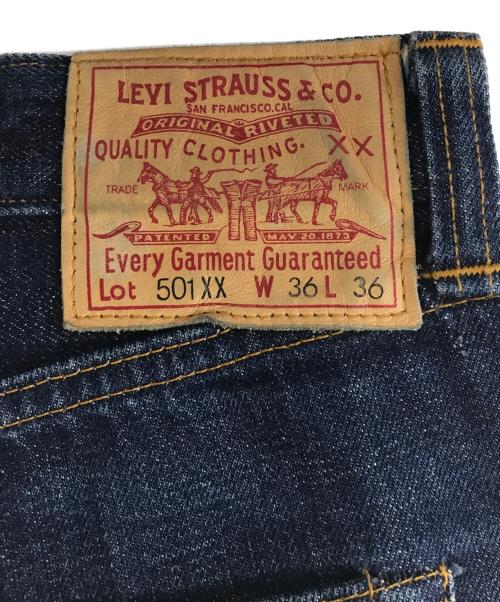 LEVI STRAUSS & CO.
SAN FRANCISCO.CAL
ORIGINAL RIVETED
QUALITY CLOTHING. XX
TRADE MARK
PATENTED MAY 20 1873
Every Garment Guaranteed
Lot 501XX W 36 L 36